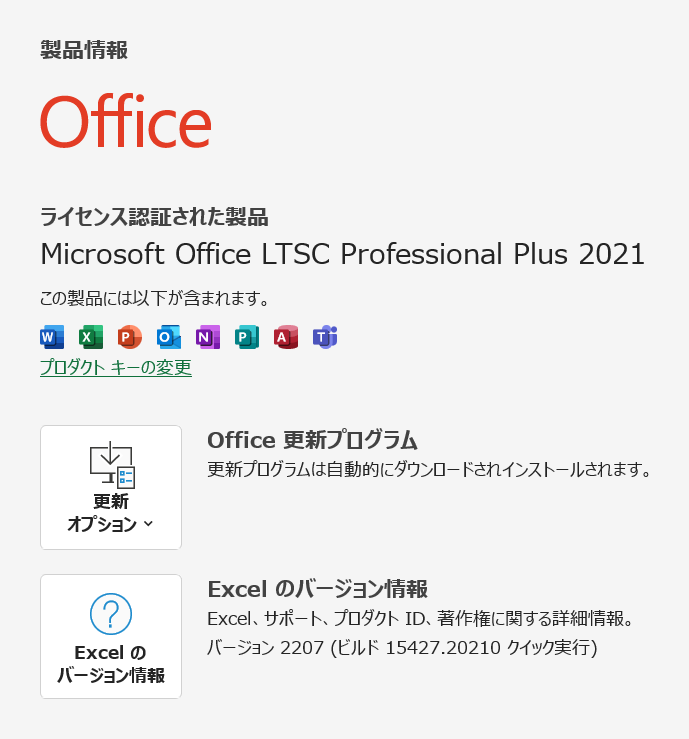 製品情報
Office
ライセンス認証された製品
Microsoft Office LTSC Professional Plus 2021
この製品には以下が含まれます。
W X P O N P A T
プロダクト キーの変更
更新
オプション
Office 更新プログラム
更新プログラムは自動的にダウンロードされインストールされます。
?
Excel の
バージョン情報
Excel のバージョン情報
Excel、サポート、プロダクト ID、著作権に関する詳細情報。
バージョン 2207 (ビルド 15427.20210 クイック実行)